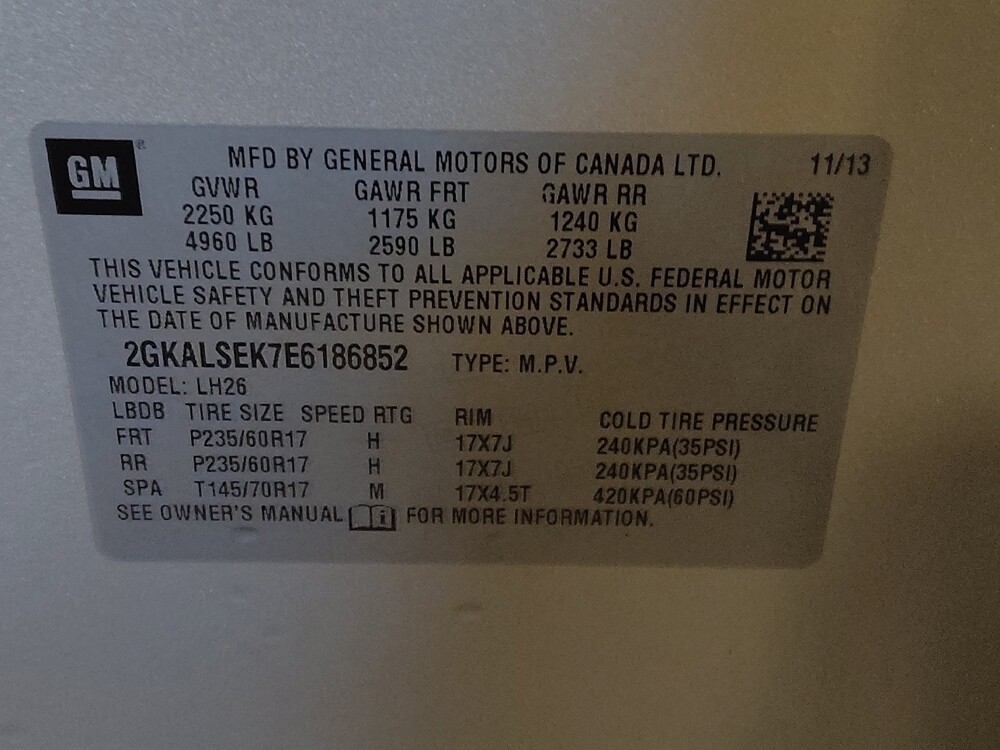 GM ®
MFD BY GENERAL MOTORS OF CANADA LTD. 11/13
GVWR GAWR FRT GAWR RR
2250 KG 1175 KG 1240 KG
4960 LB 2590 LB 2733 LB
THIS VEHICLE CONFORMS TO ALL APPLICABLE U.S. FEDERAL MOTOR
VEHICLE SAFETY AND THEFT PREVENTION STANDARDS IN EFFECT ON
THE DATE OF MANUFACTURE SHOWN ABOVE.
2GKALSEK7E6186852 TYPE: M.P.V.
MODEL: LH26
LBDB TIRE SIZE SPEED RTG RIM COLD TIRE PRESSURE
FRT P235/60R17 H 17X7J 240KPA(35PSI)
RR P235/60R17 H 17X7J 240KPA(35PSI)
SPA T145/70R17 M 17X4.5T 420KPA(60PSI)
SEE OWNER'S MANUAL i FOR MORE INFORMATION.